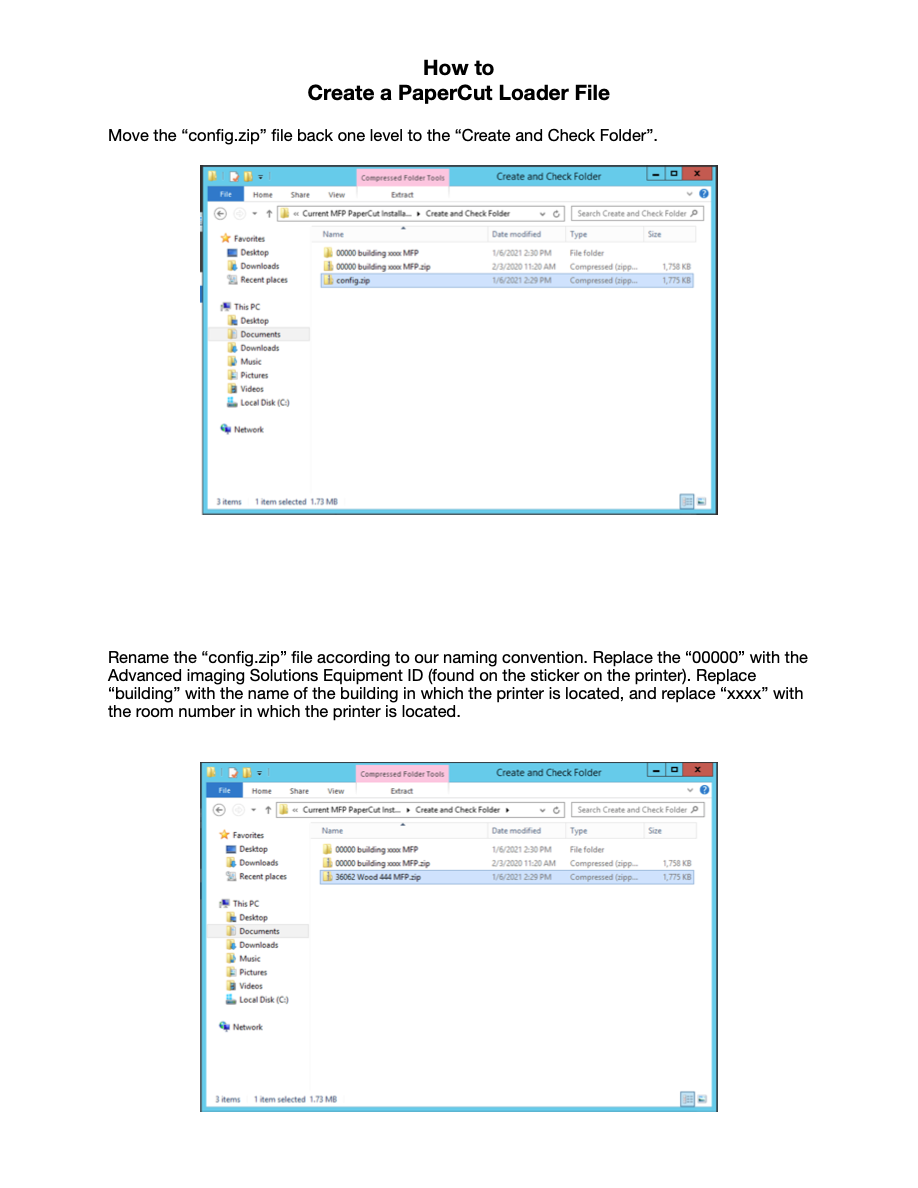 How to
Create a PaperCut Loader File
Move the “config.zip” file back one level to the “Create and Check Folder”.
Compressed Folder Tools
Create and Check Folder
File Home Share View Extract
« Current MFP PaperCut Installa... ▸ Create and Check Folder
Search Create and Check Folder
Name Date modified Type Size
Favorites
Desktop
Downloads
Recent places
00000 building xxxx MFP 1/6/2021 2:30 PM File folder
00000 building xxxx MFP.zip 2/3/2020 11:20 AM Compressed (zipp... 1,758 KB
config.zip 1/6/2021 2:29 PM Compressed (zipp... 1,775 KB
This PC
Desktop
Documents
Downloads
Music
Pictures
Videos
Local Disk (C:)
Network
3 items 1 item selected 1.73 MB
Rename the “config.zip” file according to our naming convention. Replace the “00000” with the
Advanced imaging Solutions Equipment ID (found on the sticker on the printer). Replace
“building” with the name of the building in which the printer is located, and replace “xxxx” with
the room number in which the printer is located.
Compressed Folder Tools
Create and Check Folder
File Home Share View Extract
« Current MFP PaperCut Inst... ▸ Create and Check Folder ▸
Search Create and Check Folder
Name Date modified Type Size
Favorites
Desktop
Downloads
Recent places
00000 building xxxx MFP 1/6/2021 2:30 PM File folder
00000 building xxxx MFP.zip 2/3/2020 11:20 AM Compressed (zipp... 1,758 KB
36062 Wood 444 MFP.zip 1/6/2021 2:29 PM Compressed (zipp... 1,775 KB
This PC
Desktop
Documents
Downloads
Music
Pictures
Videos
Local Disk (C:)
Network
3 items 1 item selected 1.73 MB